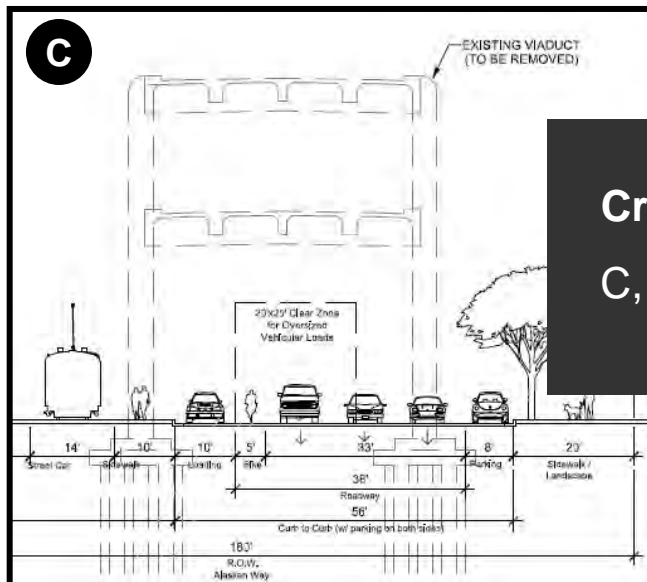 C
EXISTING VIADUCT
(TO BE REMOVED)
Cr
C,
20'X20' Clear Zone
for Oversized
Vehicular Loads
14' 10' 10' 5' 33' 8' 20'
Street Car Sidewalk Loading Bike Parking Sidewalk /
Landscape
38'
Roadway
56'
Curb to Curb (w/ parking on both sides)
180'
R.O.W.
Alaskan Way